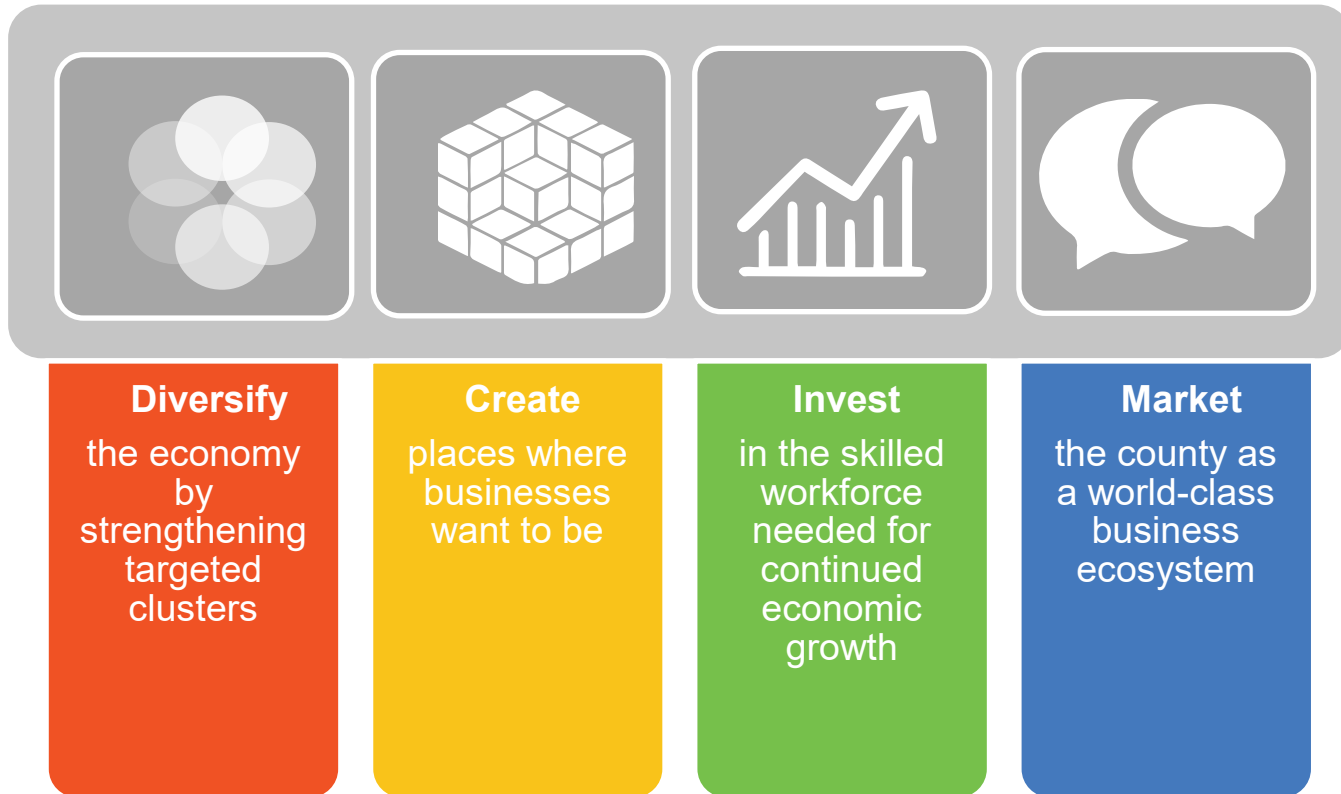 Diversify
the economy
by
strengthening
targeted
clusters
Create
places where
businesses
want to be
Invest
in the skilled
workforce
needed for
continued
economic
growth
Market
the county as
a world-class
business
ecosystem